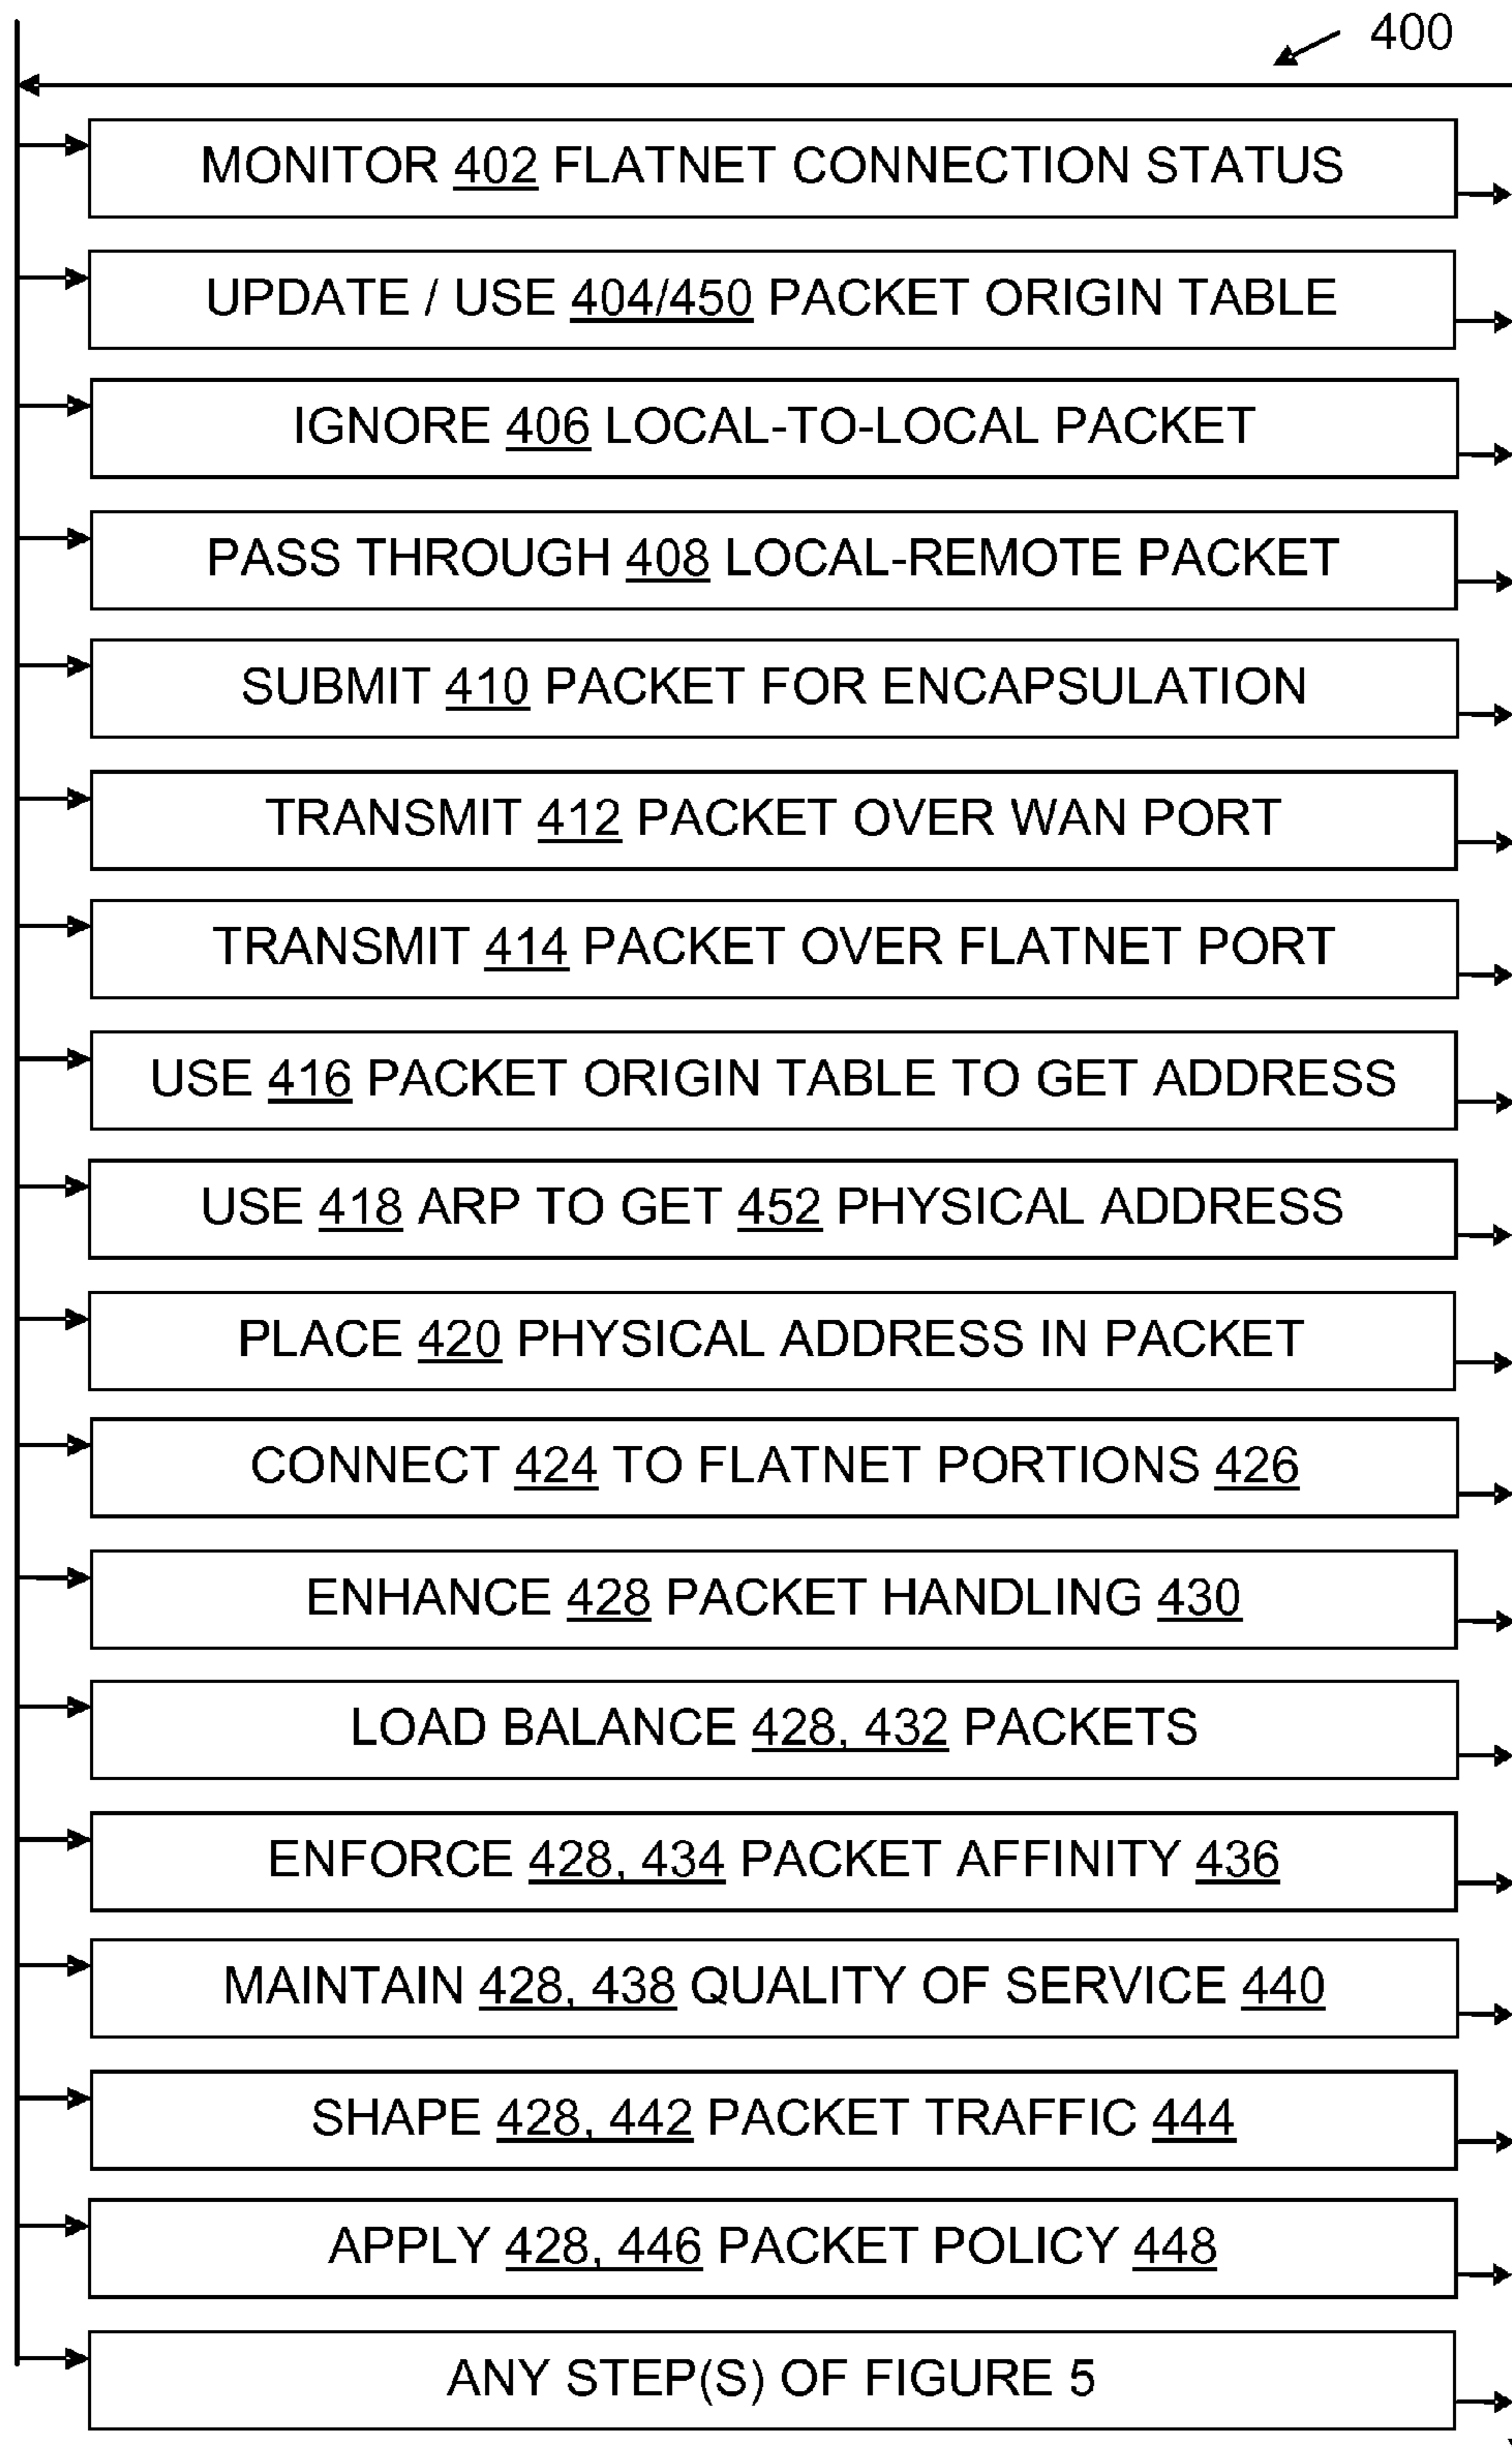 400
MONITOR 402 FLATNET CONNECTION STATUS
UPDATE / USE 404/450 PACKET ORIGIN TABLE
IGNORE 406 LOCAL-TO-LOCAL PACKET
PASS THROUGH 408 LOCAL-REMOTE PACKET
SUBMIT 410 PACKET FOR ENCAPSULATION
TRANSMIT 412 PACKET OVER WAN PORT
TRANSMIT 414 PACKET OVER FLATNET PORT
USE 416 PACKET ORIGIN TABLE TO GET ADDRESS
USE 418 ARP TO GET 452 PHYSICAL ADDRESS
PLACE 420 PHYSICAL ADDRESS IN PACKET
CONNECT 424 TO FLATNET PORTIONS 426
ENHANCE 428 PACKET HANDLING 430
LOAD BALANCE 428, 432 PACKETS
ENFORCE 428, 434 PACKET AFFINITY 436
MAINTAIN 428, 438 QUALITY OF SERVICE 440
SHAPE 428, 442 PACKET TRAFFIC 444
APPLY 428, 446 PACKET POLICY 448
ANY STEP(S) OF FIGURE 5